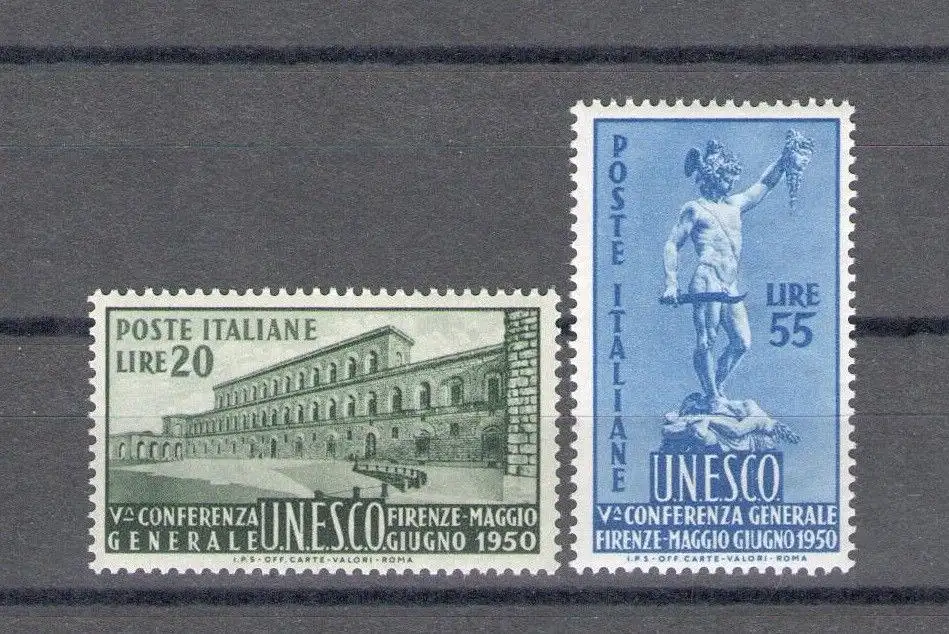 POSTE ITALIANE
LIRE 20
Vᴬ CONFERENZA
GENERALE
U.N.E.S.C.O
FIRENZE-MAGGIO
GIUGNO 1950
I.P.S - OFF. CARTE - VALORI - ROMA
POSTE ITALIANE
LIRE
55
U.N.E.S.C.O.
Vᴬ CONFERENZA GENERALE
FIRENZE-MAGGIO GIUGNO 1950
I.P.S - OFF. CARTE-VALORI - ROMA